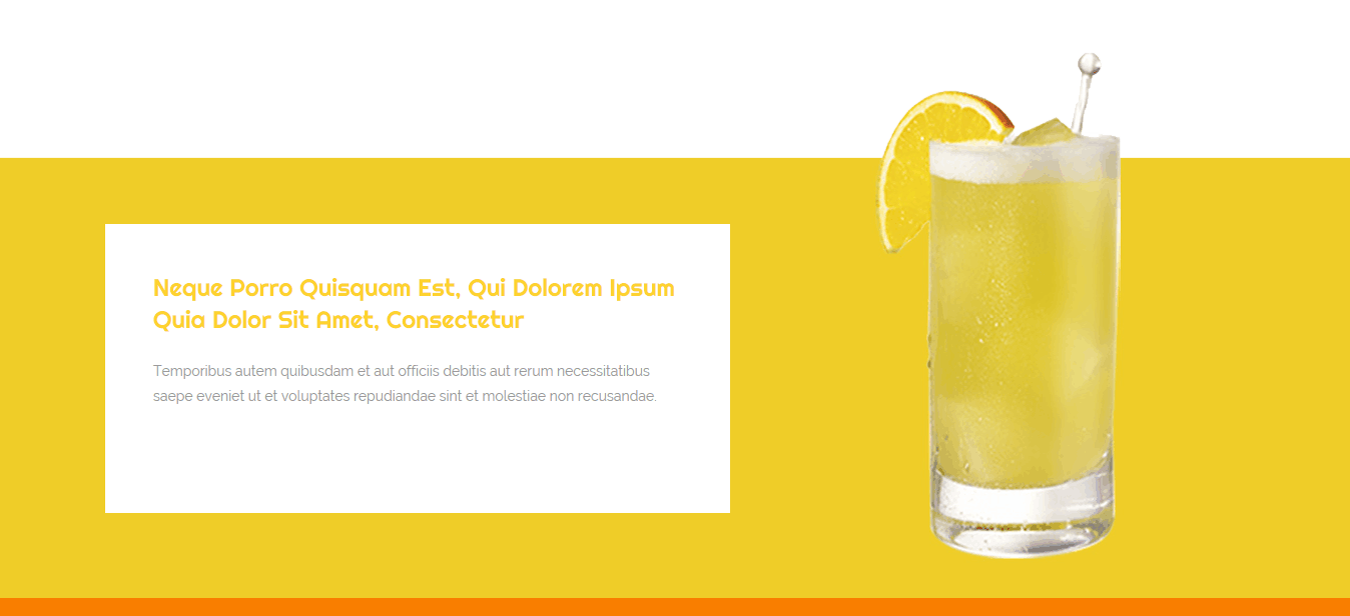 Neque Porro Quisquam Est, Qui Dolorem Ipsum
Quia Dolor Sit Amet, Consectetur
Temporibus autem quibusdam et aut officiis debitis aut rerum necessitatibus
saepe eveniet ut et voluptates repudiandae sint et molestiae non recusandae.